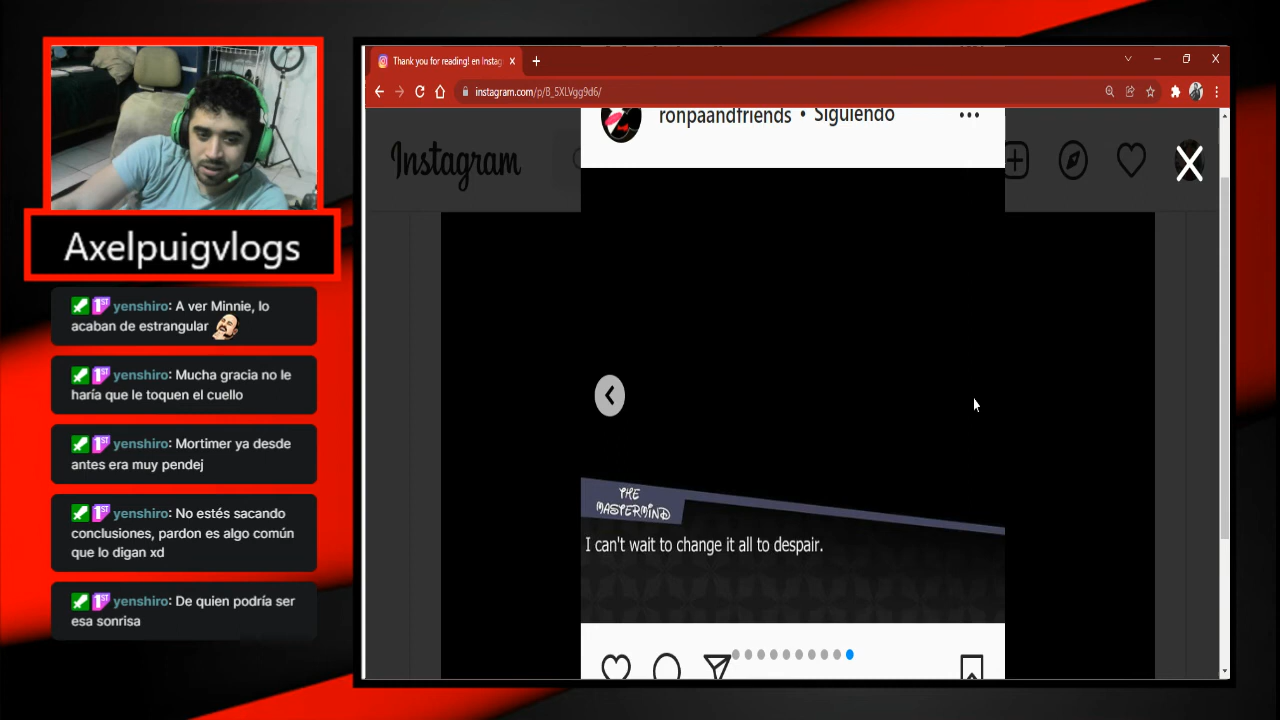 Axelpuigvlogs
yenshiro: A ver Minnie, lo
acaban de estrangular
yenshiro: Mucha gracia no le
haría que le toquen el cuello
yenshiro: Mortimer ya desde
antes era muy pendej
yenshiro: No estés sacando
conclusiones, pardon es algo común
que lo digan xd
yenshiro: De quien podría ser
esa sonrisa
Thank you for reading! en Instag
instagram.com/p/B_5XLVgg9d6/
ronpaandfriends • Siguiendo
Instagram
THE
MASTERMIND
I can't wait to change it all to despair.